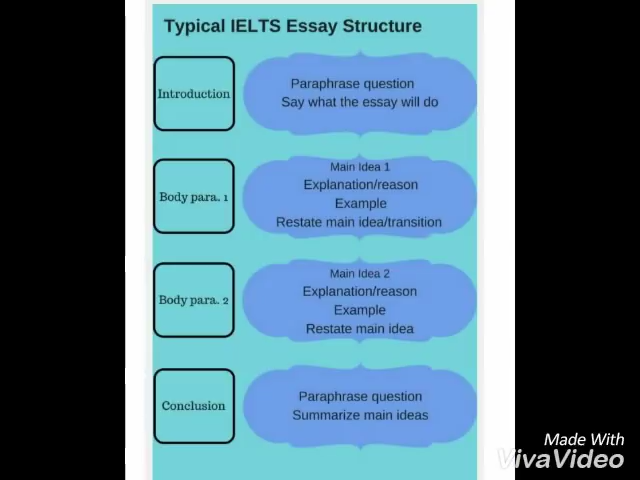 Typical IELTS Essay Structure
Introduction
Paraphrase question
Say what the essay will do
Body para. 1
Main Idea 1
Explanation/reason
Example
Restate main idea/transition
Body para. 2
Main Idea 2
Explanation/reason
Example
Restate main idea
Conclusion
Paraphrase question
Summarize main ideas
Made With
VivaVideo